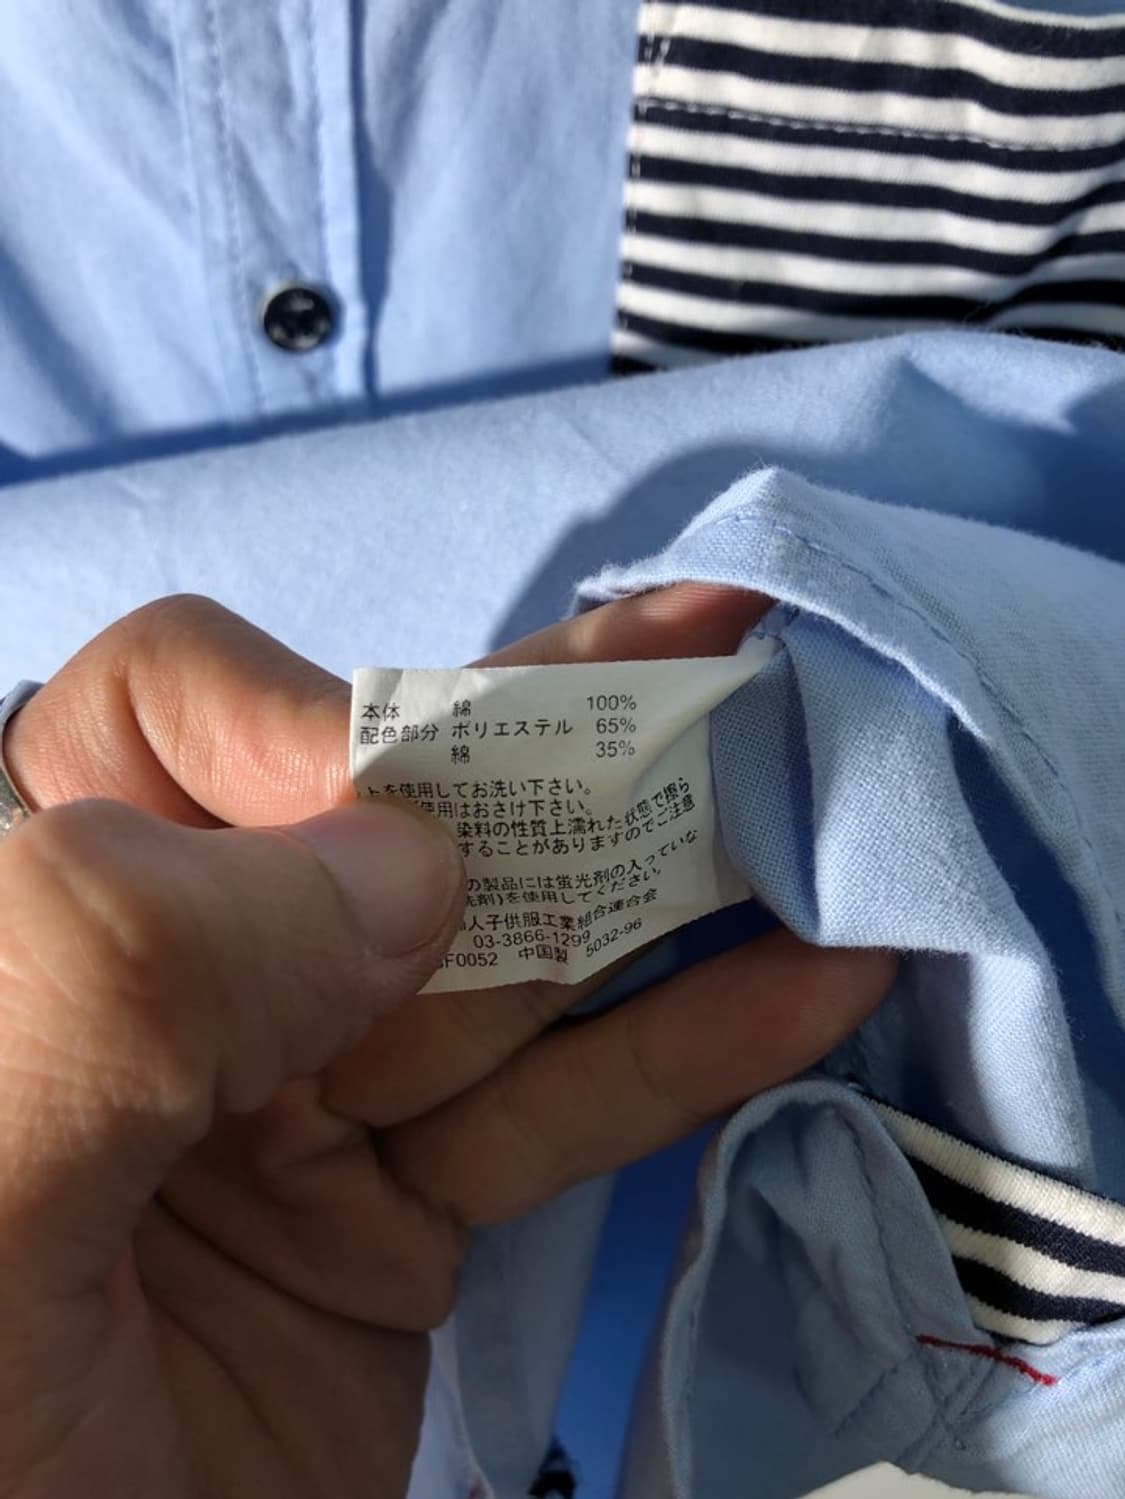 本体 綿 100%
配色部分 ポリエステル 65%
綿 35%
を使用してお洗い下さい。
使用はおさけ下さい。
染料の性質上濡れた状態で擦ら
することがありますのでご注意
の製品には蛍光剤の入っていな
洗剤)を使用してください。
人子供服工業組合連合会
03-3866-1299
F0052 中国製 5032-96